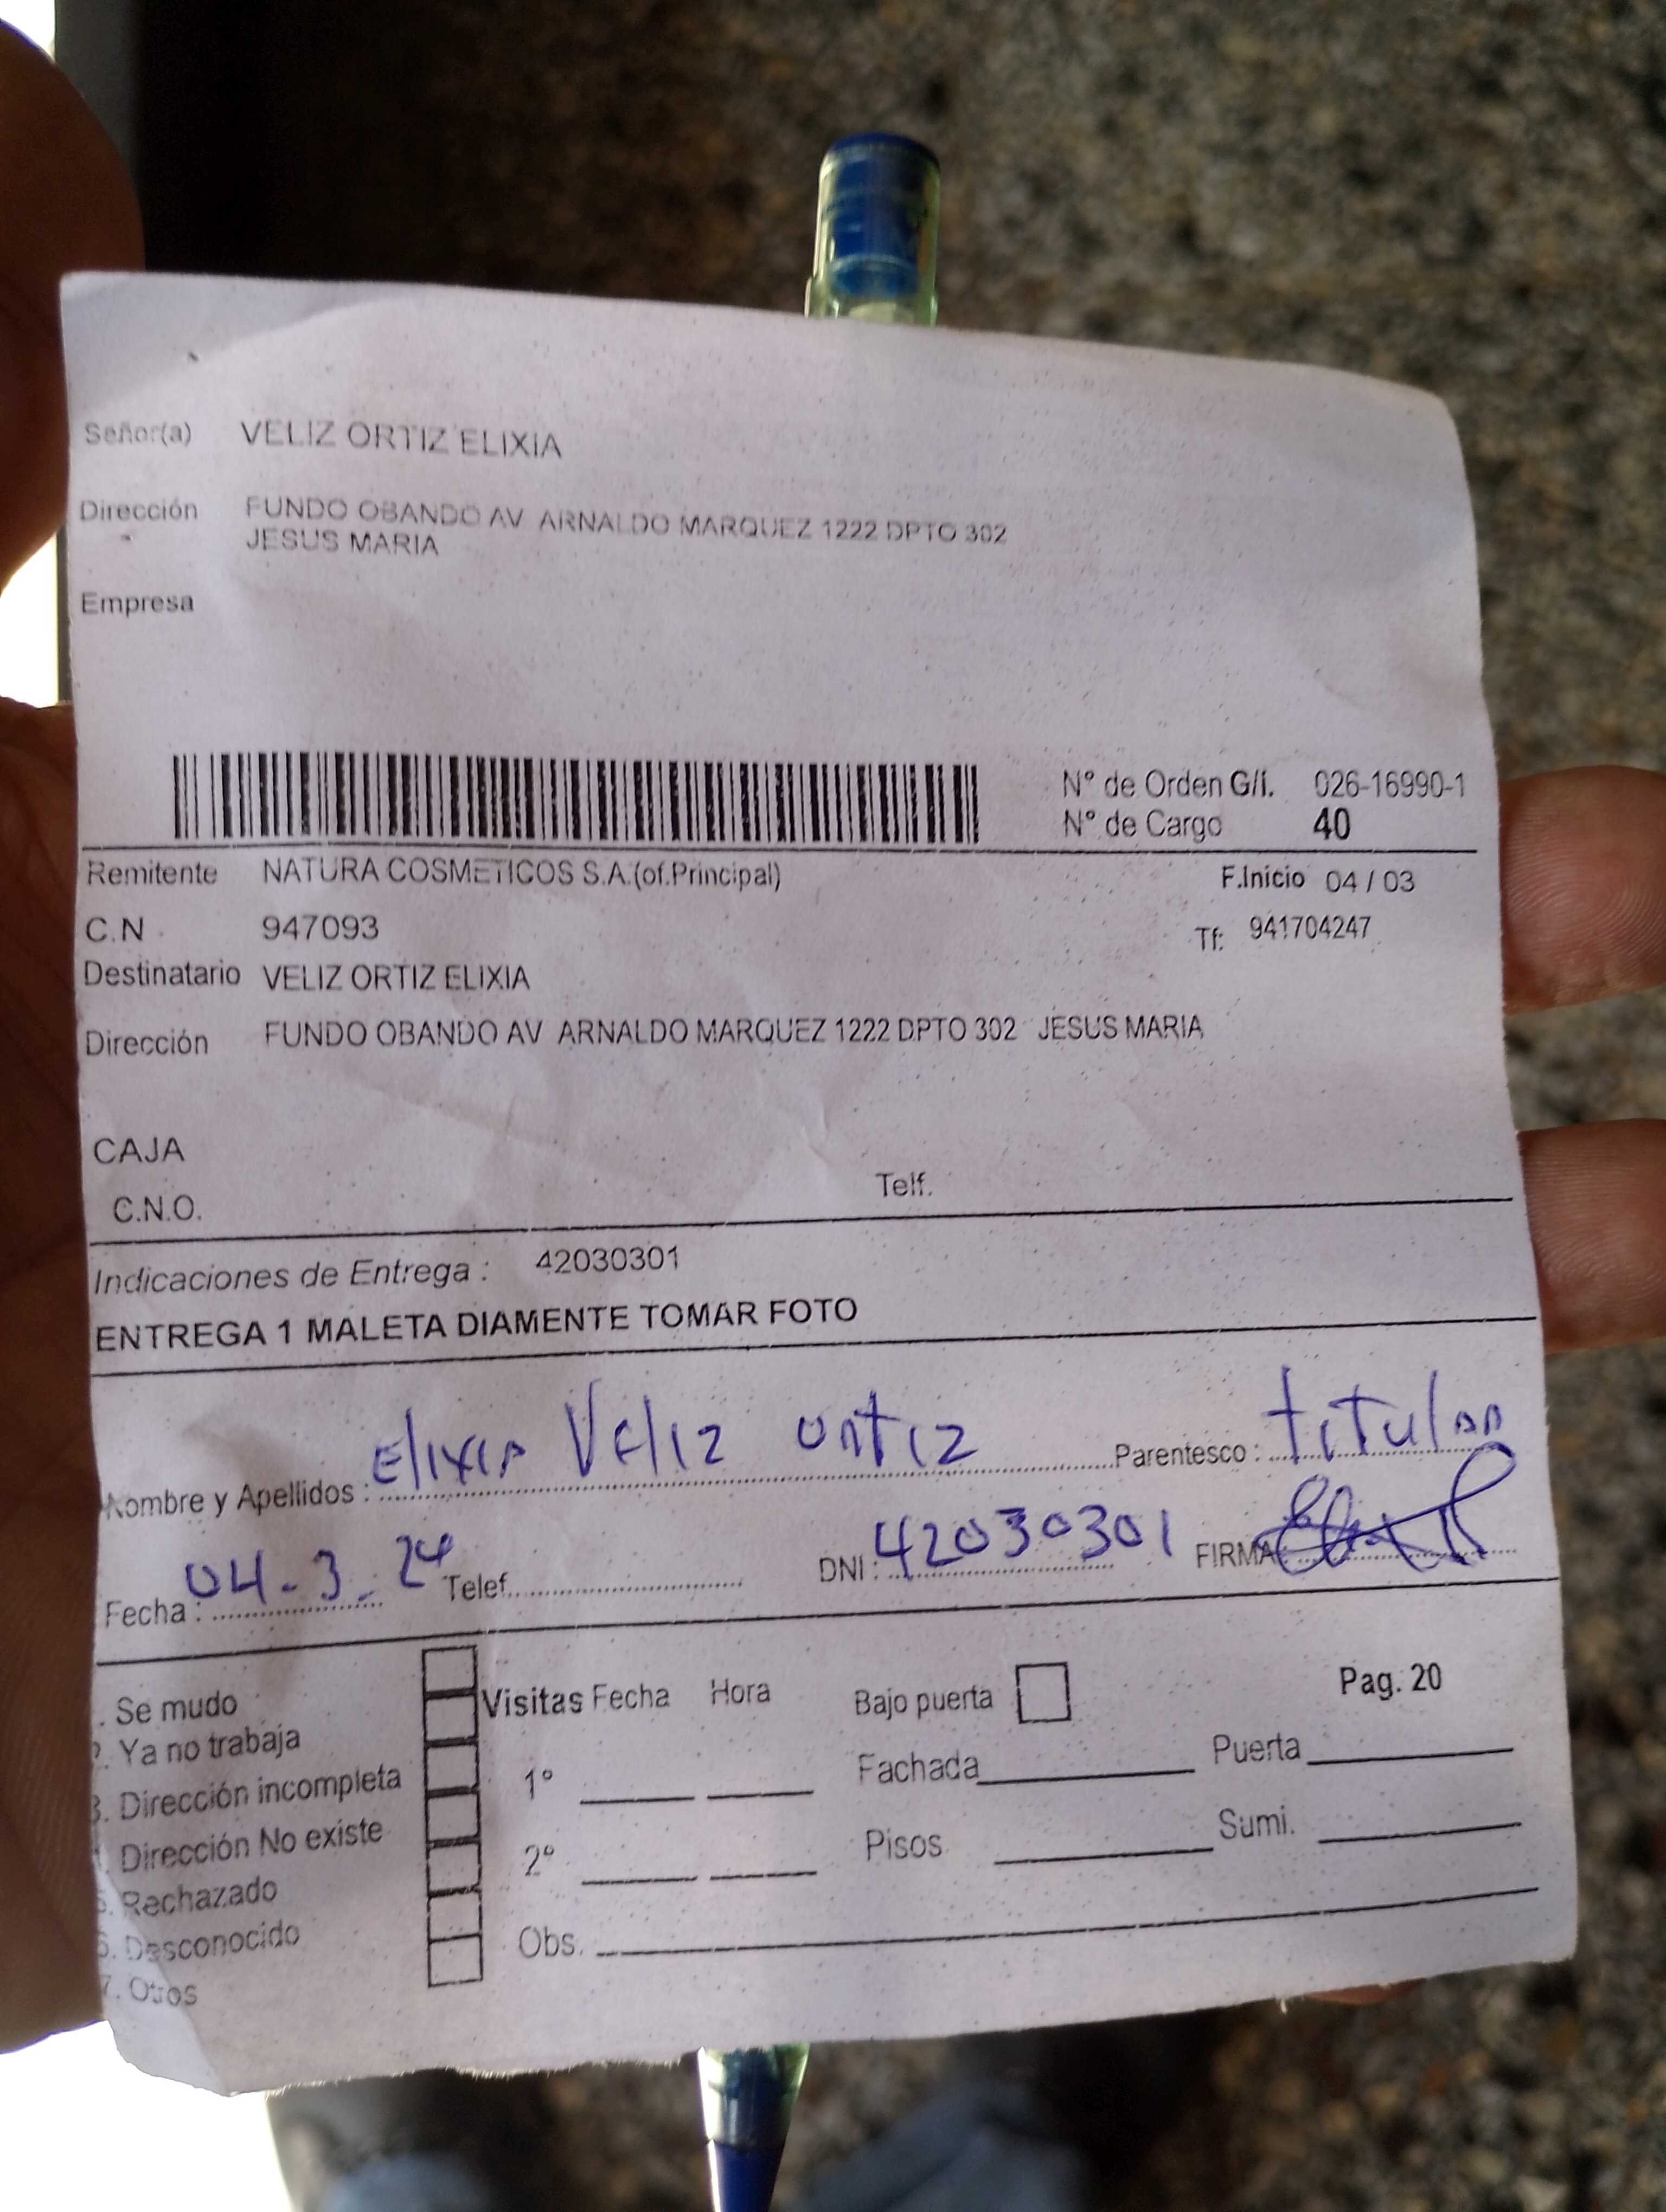 Señor(a) VELIZ ORTIZ ELIXIA
Dirección FUNDO OBANDO AV ARNALDO MARQUEZ 1222 DPTO 302
JESUS MARIA
Empresa
N° de Orden G/I. 026-16990-1
N° de Cargo 40
Remitente NATURA COSMETICOS S.A.(of.Principal) F.Inicio 04 / 03
C.N 947093 Tf: 941704247
Destinatario VELIZ ORTIZ ELIXIA
Dirección FUNDO OBANDO AV ARNALDO MARQUEZ 1222 DPTO 302 JESUS MARIA
CAJA
C.N.O. Telf.
Indicaciones de Entrega : 42030301
ENTREGA 1 MALETA DIAMENTE TOMAR FOTO
Nombre y Apellidos : Elixia Veliz Ortiz Parentesco : titular
Fecha : 04-3-24 Telef. DNI : 42030301 FIRMA
. Se mudo Visitas Fecha Hora Bajo puerta Pag. 20
. Ya no trabaja
3. Dirección incompleta 1° Fachada Puerta
. Dirección No existe 2° Pisos Sumi.
5. Rechazado
6. Desconocido Obs.
7. Otros